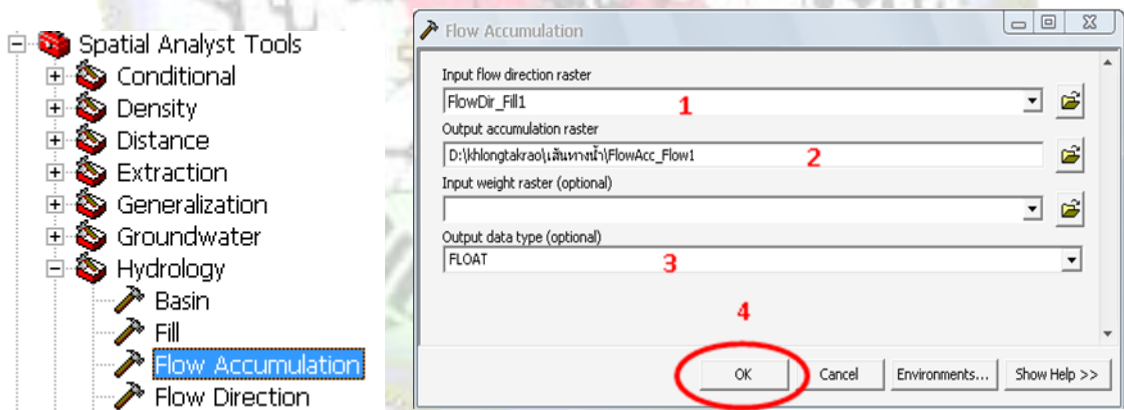 Spatial Analyst Tools
Conditional
Density
Distance
Extraction
Generalization
Groundwater
Hydrology
Basin
Fill
Flow Accumulation
Flow Direction
Flow Accumulation
Input flow direction raster
FlowDir_Fill1
1
Output accumulation raster
D:\khlongtakrao\เส้นทางน้ำ\FlowAcc_Flow1
2
Input weight raster (optional)
Output data type (optional)
FLOAT
3
4
OK
Cancel
Environments...
Show Help >>